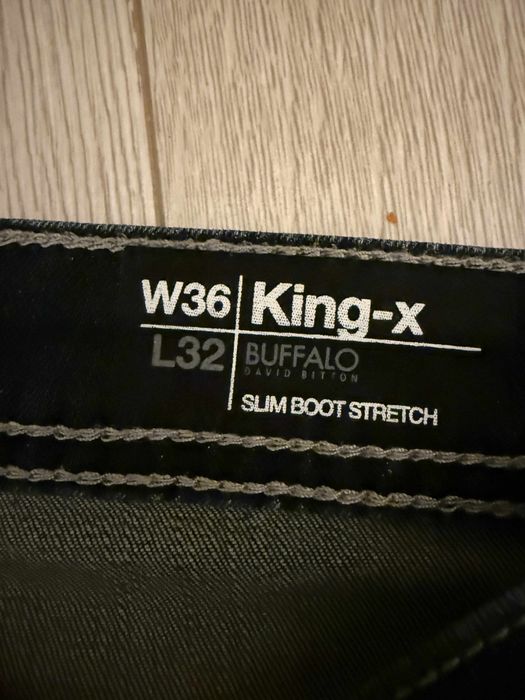 W36 King-x
L32 BUFFALO
DAVID BITTON
SLIM BOOT STRETCH